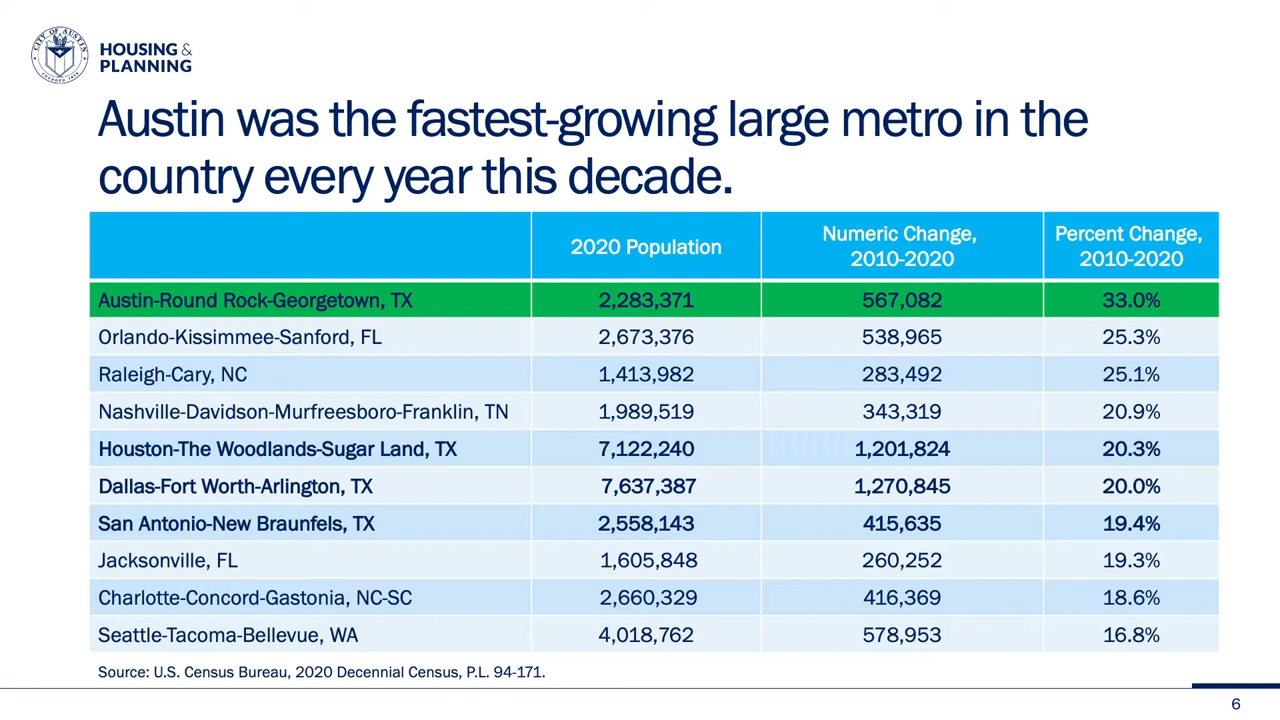 CITY OF AUSTIN
FOUNDED 1839
HOUSING &
PLANNING
Austin was the fastest-growing large metro in the
country every year this decade.
2020 Population
Numeric Change,
2010-2020
Percent Change,
2010-2020
Austin-Round Rock-Georgetown, TX 2,283,371 567,082 33.0%
Orlando-Kissimmee-Sanford, FL 2,673,376 538,965 25.3%
Raleigh-Cary, NC 1,413,982 283,492 25.1%
Nashville-Davidson-Murfreesboro-Franklin, TN 1,989,519 343,319 20.9%
Houston-The Woodlands-Sugar Land, TX 7,122,240 1,201,824 20.3%
Dallas-Fort Worth-Arlington, TX 7,637,387 1,270,845 20.0%
San Antonio-New Braunfels, TX 2,558,143 415,635 19.4%
Jacksonville, FL 1,605,848 260,252 19.3%
Charlotte-Concord-Gastonia, NC-SC 2,660,329 416,369 18.6%
Seattle-Tacoma-Bellevue, WA 4,018,762 578,953 16.8%
Source: U.S. Census Bureau, 2020 Decennial Census, P.L. 94-171.
6